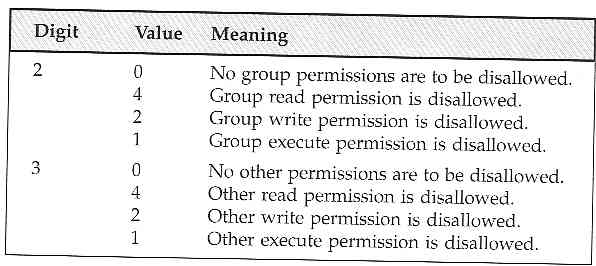 Digit Value Meaning
2 0 No group permissions are to be disallowed.
4 Group read permission is disallowed.
2 Group write permission is disallowed.
1 Group execute permission is disallowed.
3 0 No other permissions are to be disallowed.
4 Other read permission is disallowed.
2 Other write permission is disallowed.
1 Other execute permission is disallowed.